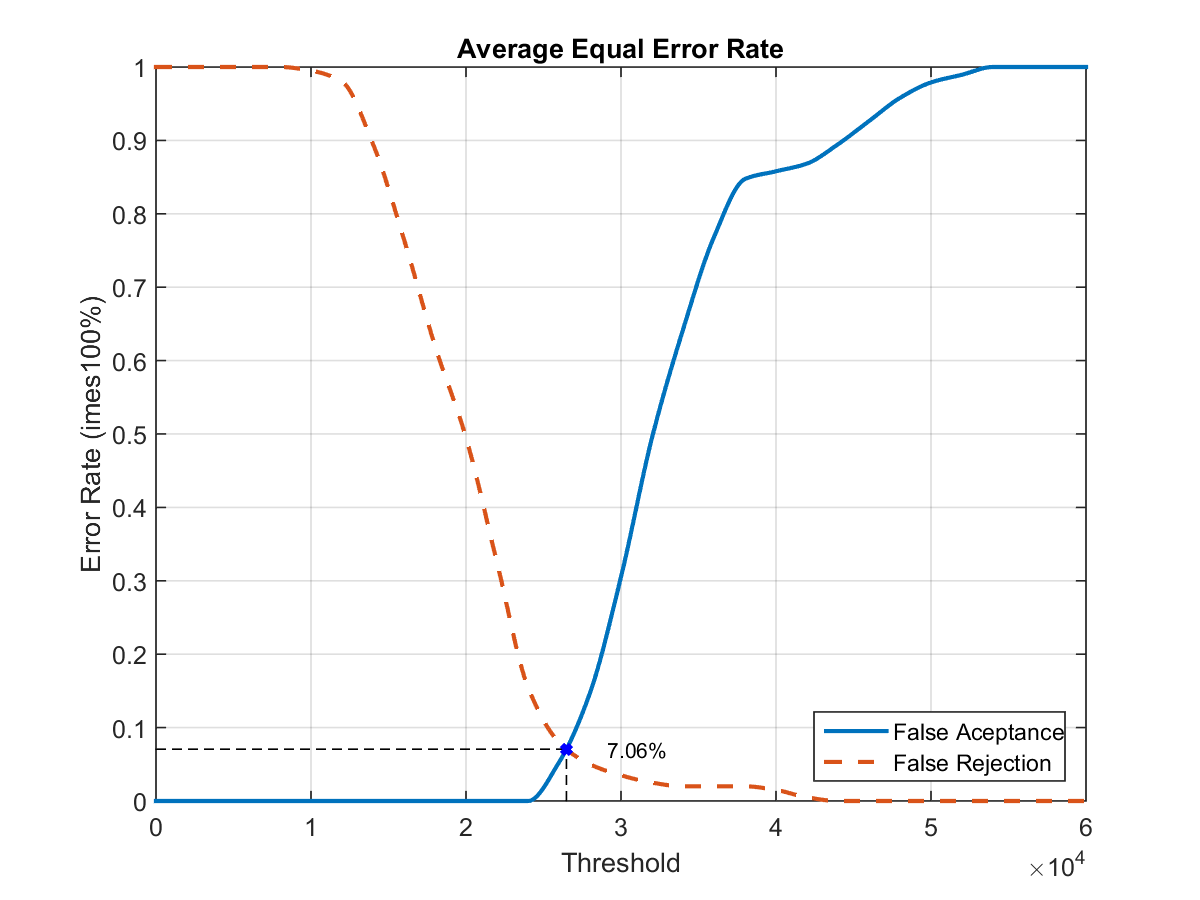 Average Equal Error Rate
Error Rate (imes100%)
1
0.9
0.8
0.7
0.6
0.5
0.4
0.3
0.2
0.1
0
7.06%
False Aceptance
False Rejection
0 1 2 3 4 5 6
Threshold
×10^4